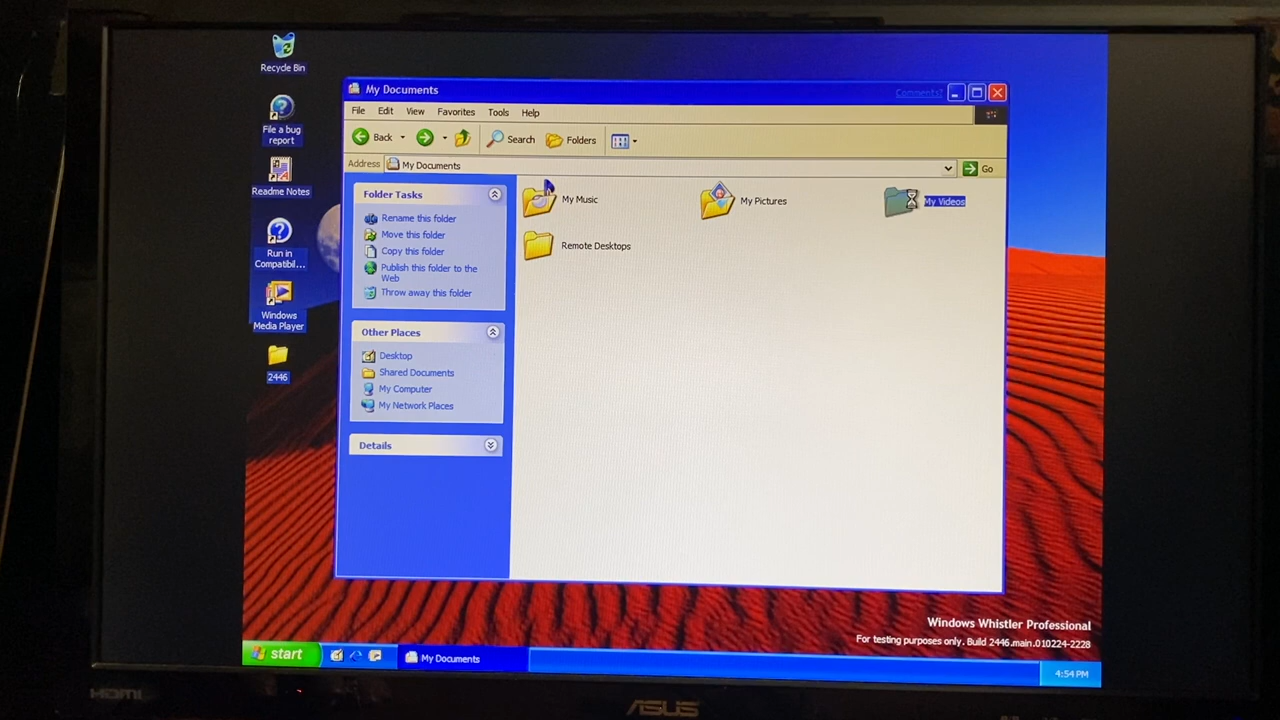 Recycle Bin
File a bug
report
Readme Notes
Run in
Compatibil...
Windows
Media Player
2446
My Documents
Comments?
File Edit View Favorites Tools Help
Back Search Folders
Address My Documents Go
Folder Tasks
Rename this folder
Move this folder
Copy this folder
Publish this folder to the
Web
Throw away this folder
Other Places
Desktop
Shared Documents
My Computer
My Network Places
Details
My Music My Pictures My Videos
Remote Desktops
Windows Whistler Professional
For testing purposes only. Build 2446.main.010224-2228
start My Documents 4:54 PM
HDMI
ASUS